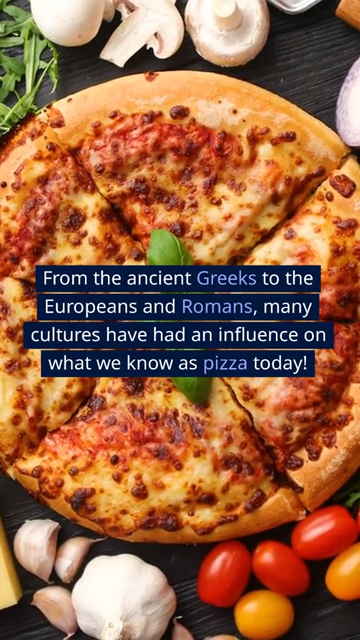 From the ancient Greeks to the
Europeans and Romans, many
cultures have had an influence on
what we know as pizza today!